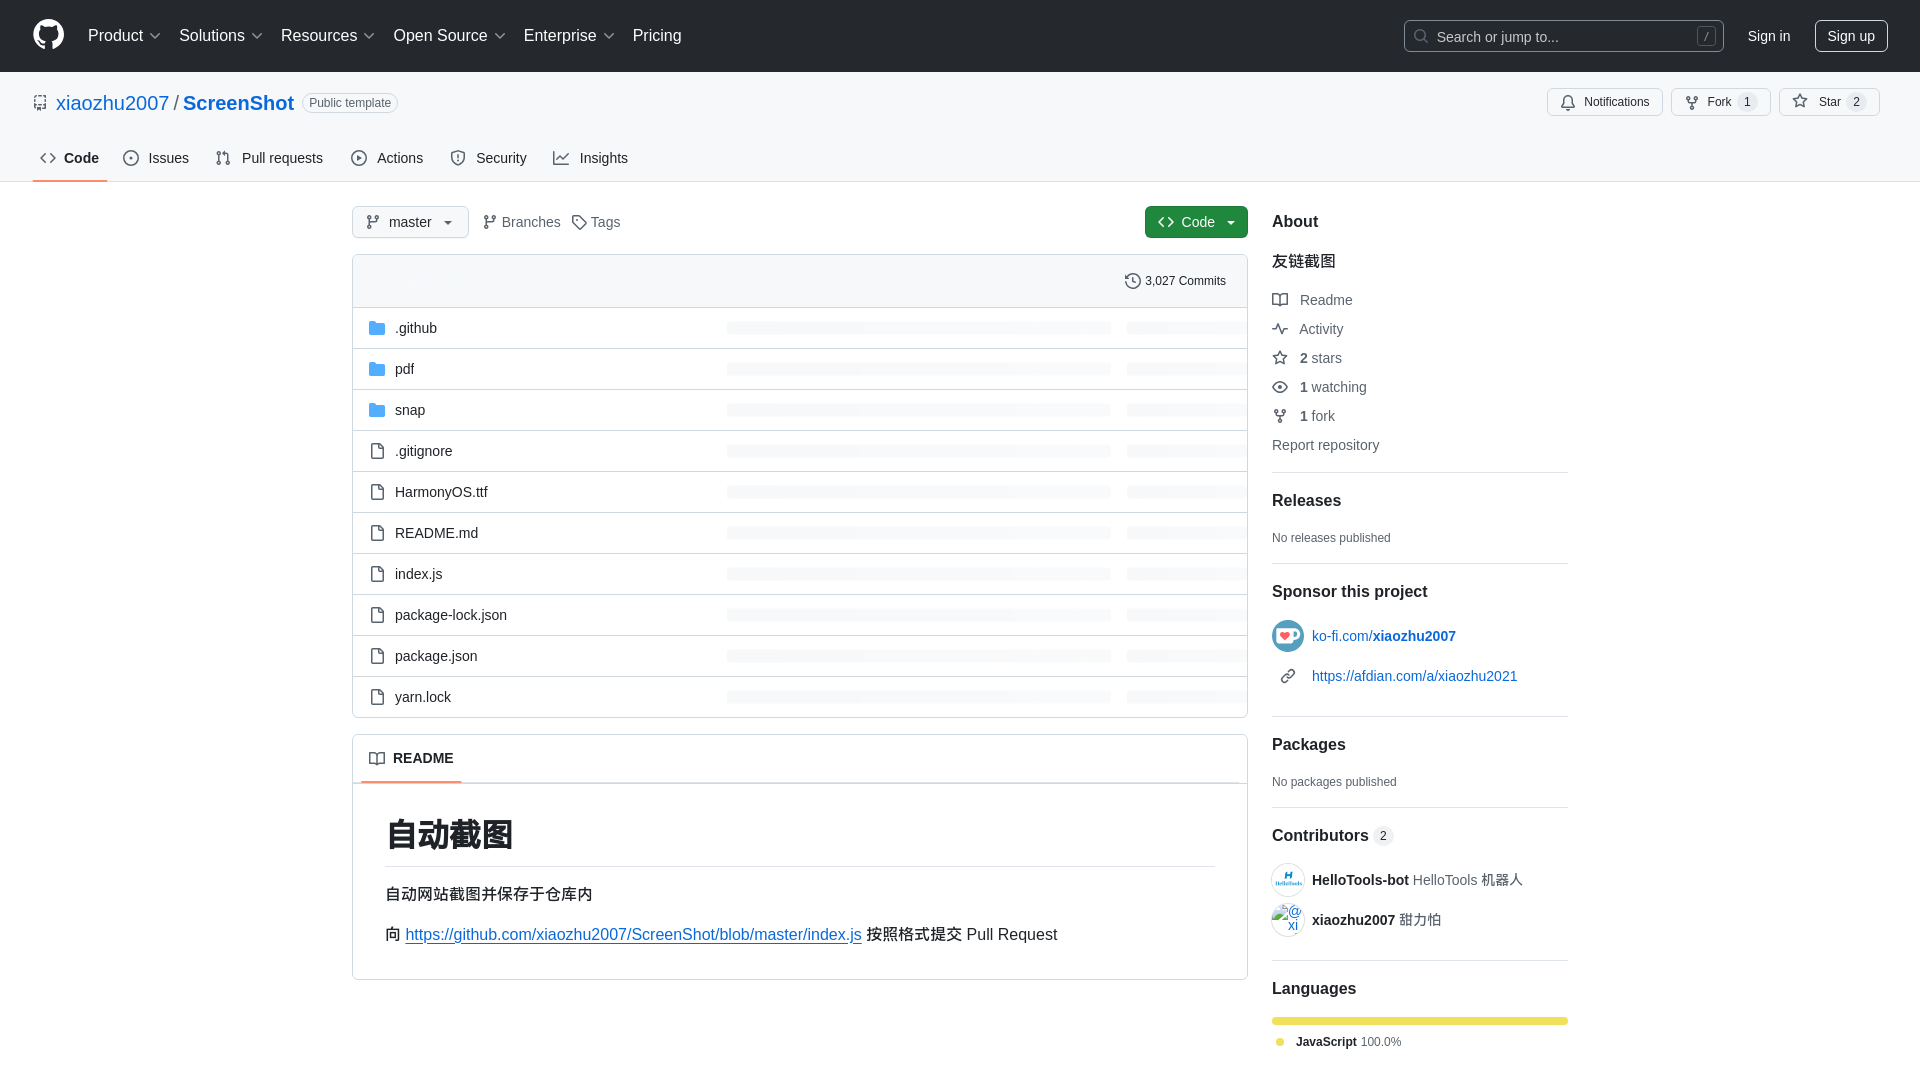 Product Solutions Resources Open Source Enterprise Pricing Search or jump to... / Sign in Sign up
xiaozhu2007 / ScreenShot Public template Notifications Fork 1 Star 2
Code Issues Pull requests Actions Security Insights
master Branches Tags Code
3,027 Commits
.github
pdf
snap
.gitignore
HarmonyOS.ttf
README.md
index.js
package-lock.json
package.json
yarn.lock
README
自动截图
自动网站截图并保存于仓库内
向 https://github.com/xiaozhu2007/ScreenShot/blob/master/index.js 按照格式提交 Pull Request
About
友链截图
Readme
Activity
2 stars
1 watching
1 fork
Report repository
Releases
No releases published
Sponsor this project
ko-fi.com/xiaozhu2007
https://afdian.com/a/xiaozhu2021
Packages
No packages published
Contributors 2
HelloTools
HelloTools-bot HelloTools 机器人
@xi
xiaozhu2007 甜力怕
Languages
JavaScript 100.0%